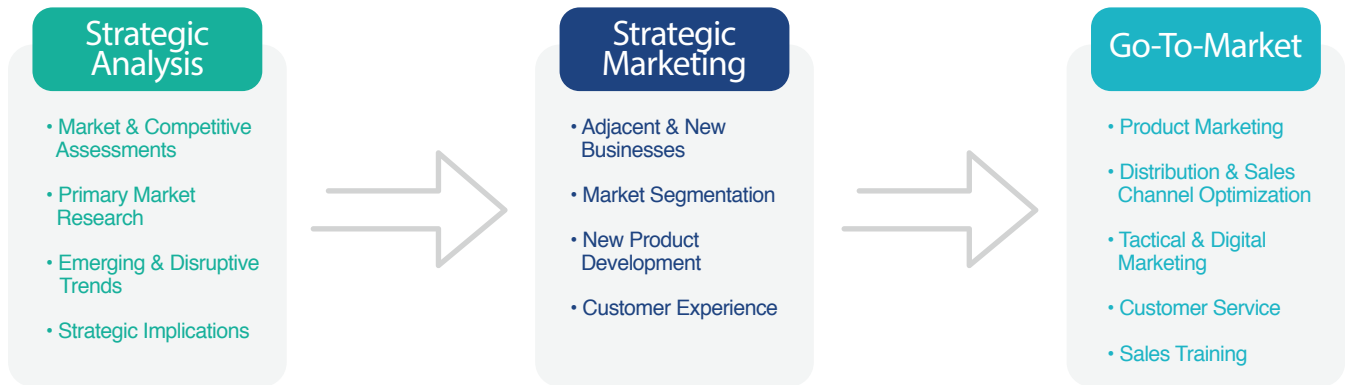 Strategic
Analysis
• Market & Competitive
Assessments
• Primary Market
Research
• Emerging & Disruptive
Trends
• Strategic Implications
Strategic
Marketing
• Adjacent & New
Businesses
• Market Segmentation
• New Product
Development
• Customer Experience
Go-To-Market
• Product Marketing
• Distribution & Sales
Channel Optimization
• Tactical & Digital
Marketing
• Customer Service
• Sales Training